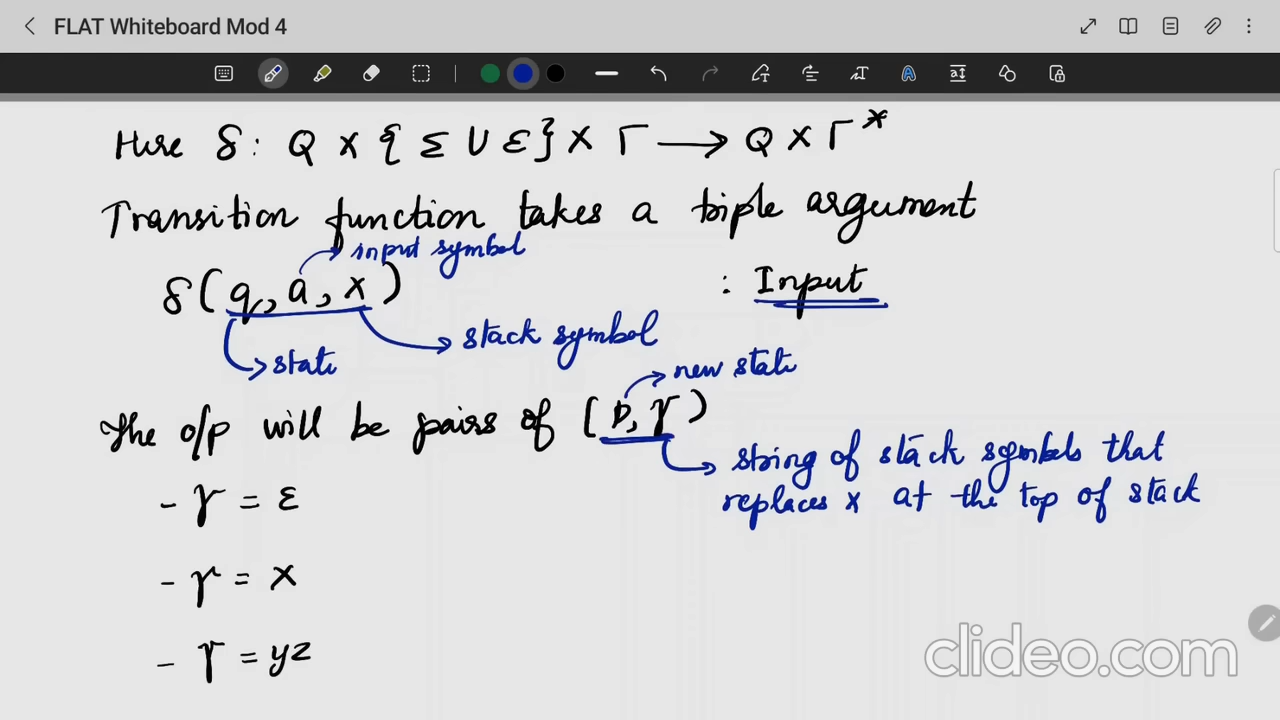 FLAT Whiteboard Mod 4
Here δ: Q × { Σ ∪ ε} × Γ → Q × Γ*
Transition function takes a triple argument
input symbol
δ(q, a, x) : Input
stack symbol
state
new state
The o/p will be pairs of (p, γ)
string of stack symbols that
replaces x at the top of stack
- γ = ε
- γ = x
- γ = yz
clideo.com